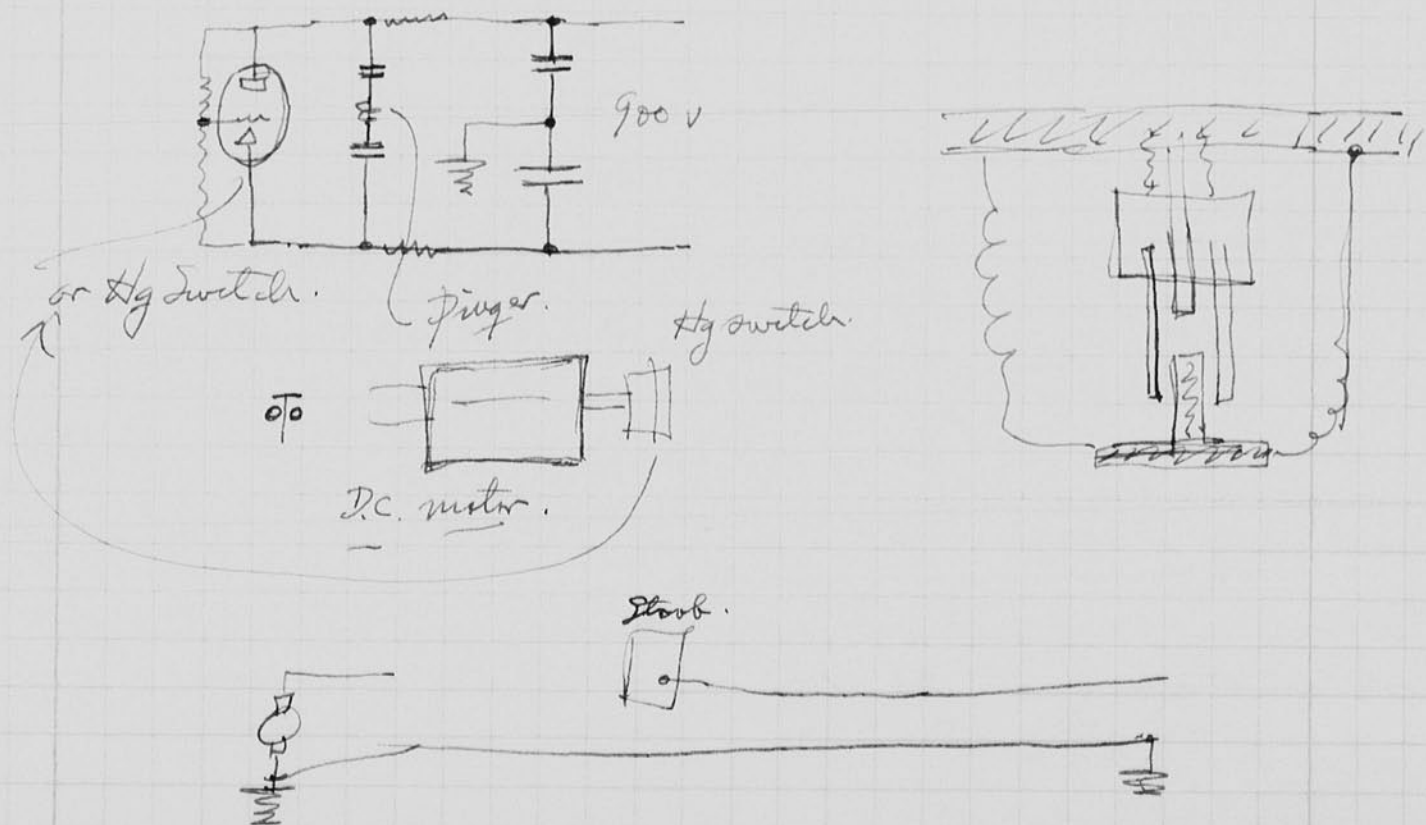 900 v
or Hg Switch.
Pinger.
Hg switch.
D.C. motor.
Strob.